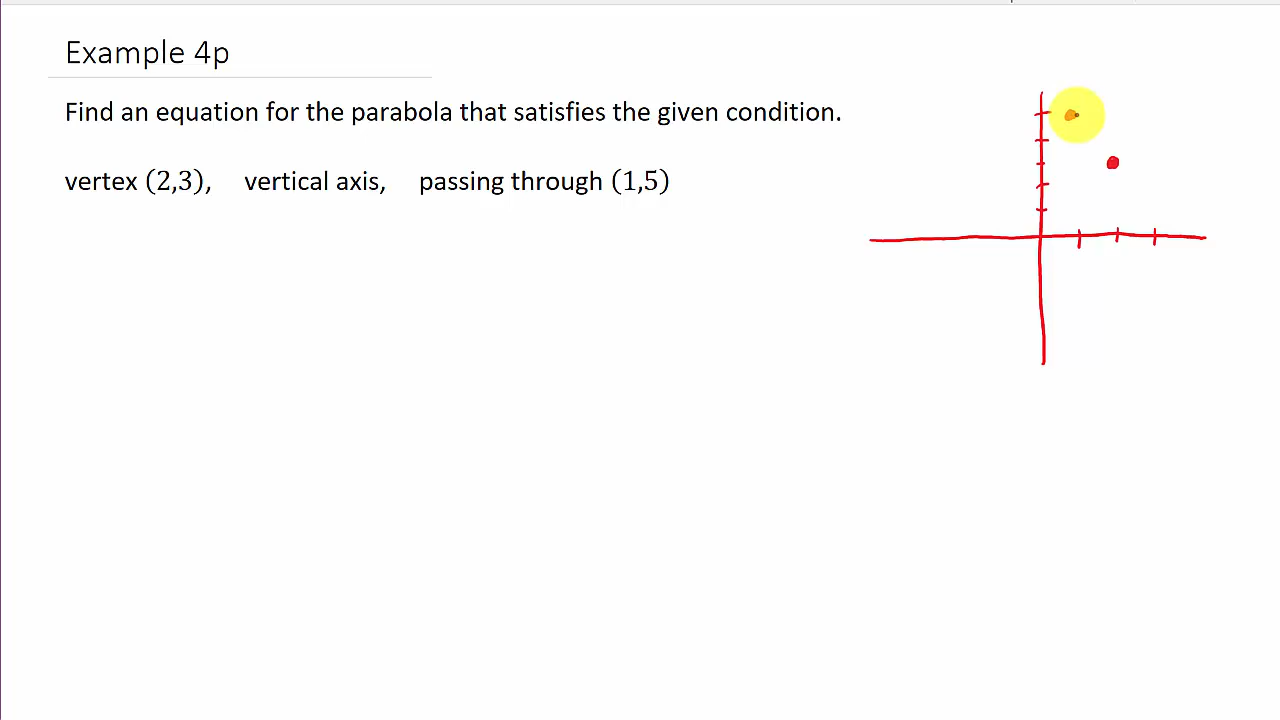 Example 4p
Find an equation for the parabola that satisfies the given condition.
vertex (2,3), vertical axis, passing through (1,5)